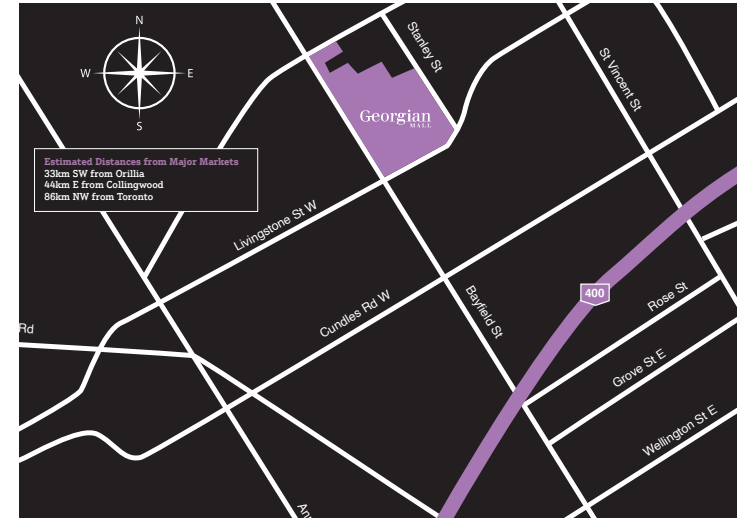 N
W
E
S
Stanley St
St Vincent St
Georgian
MALL
Estimated Distances from Major Markets
33km SW from Orillia
44km E from Collingwood
86km NW from Toronto
Livingstone St W
Cundles Rd W
Bayfield St
400
Rose St
Rd
Grove St E
Wellington St E